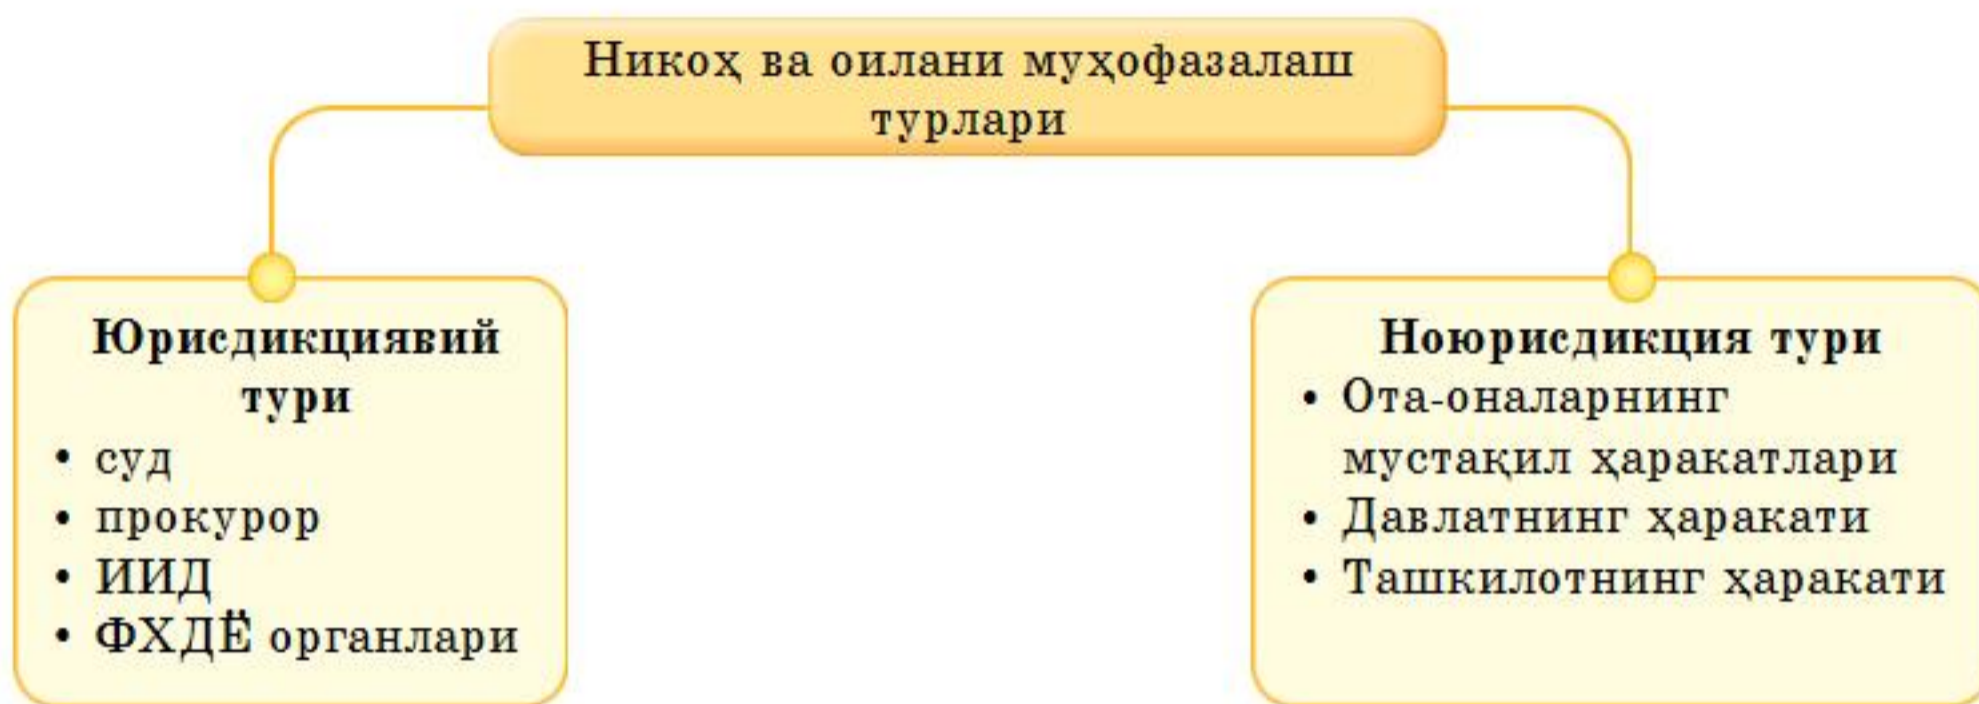 Никоҳ ва оилани муҳофазалаш
турлари
Юрисдикциявий
тури
• суд
• прокурор
• ИИД
• ФХДЁ органлари
Ноюрисдикция тури
• Ота-оналарнинг
мустақил ҳаракатлари
• Давлатнинг ҳаракати
• Ташкилотнинг ҳаракати